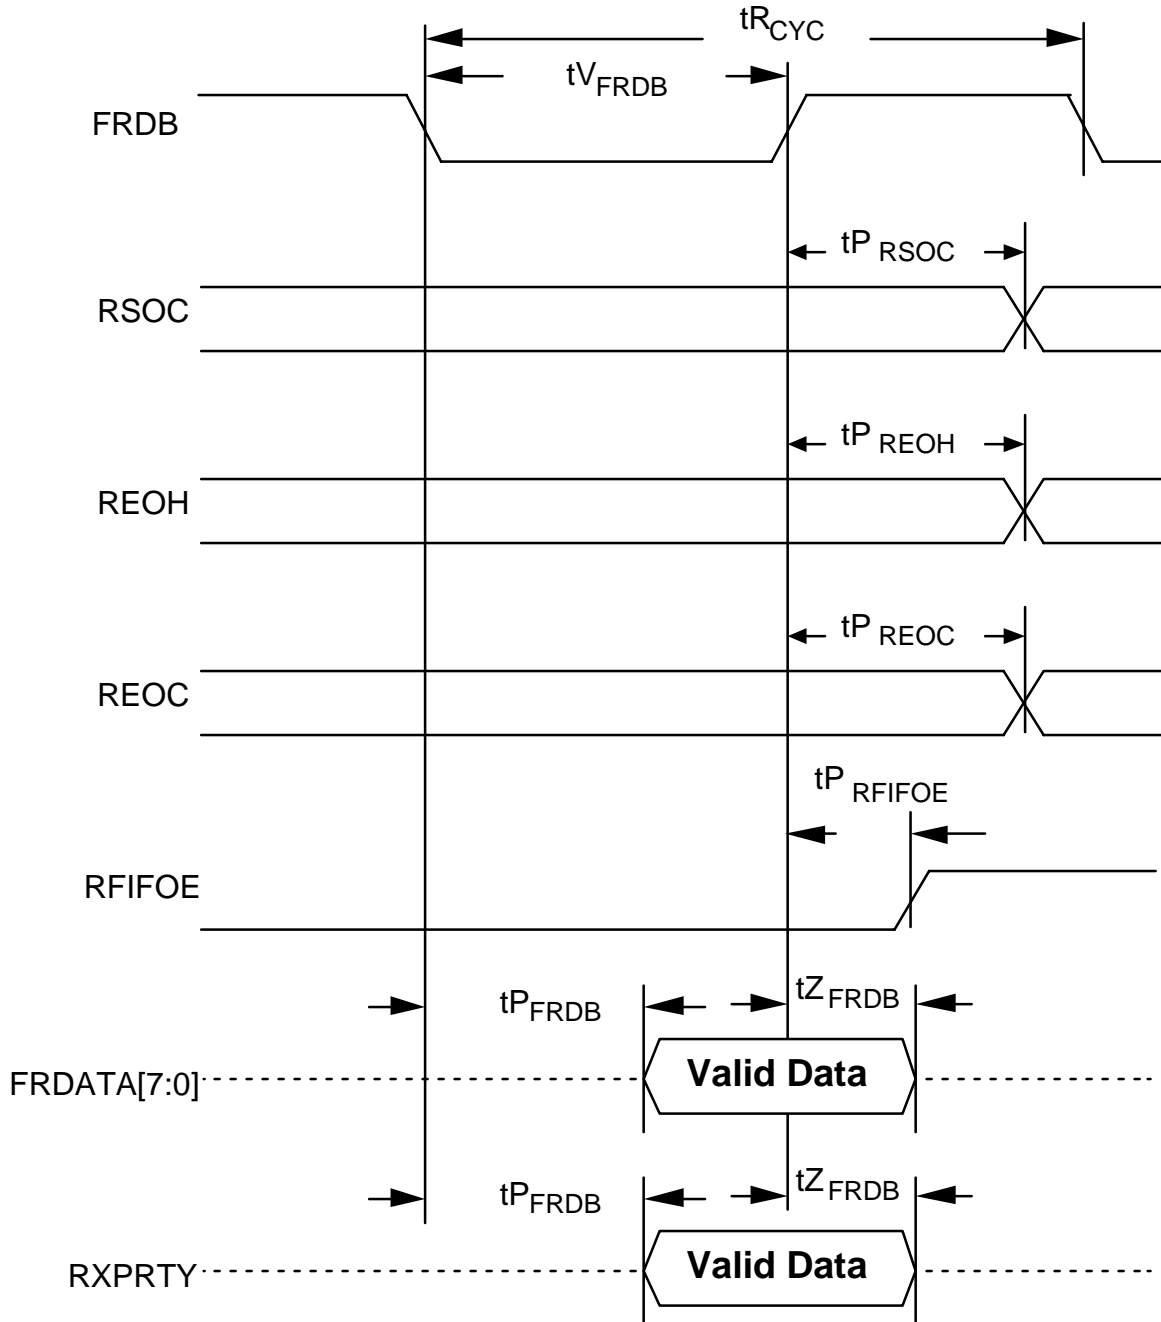 tRCYC
tVFRDB
FRDB
tP RSOC
RSOC
tP REOH
REOH
tP REOC
REOC
tP RFIFOE
RFIFOE
tPFRDB tZFRDB
FRDATA[7:0] Valid Data
tPFRDB tZFRDB
RXPRTY Valid Data